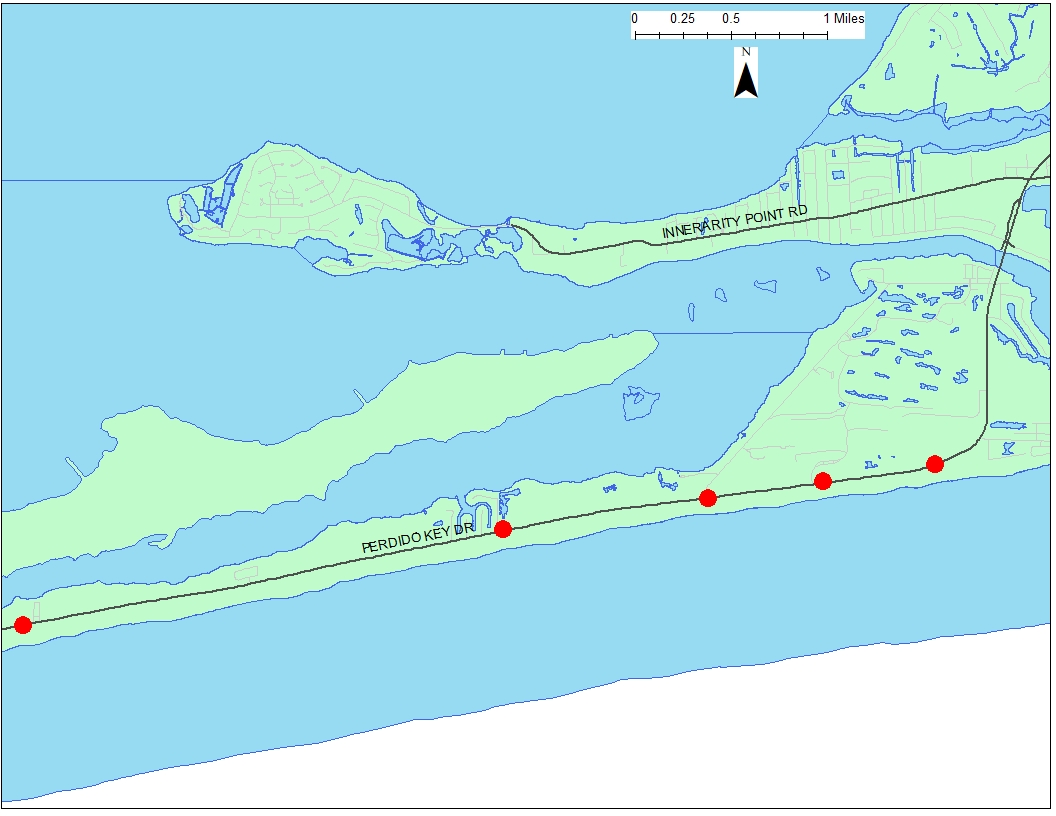 0 0.25 0.5 1 Miles
N
INNERARITY POINT RD
PERDIDO KEY DR